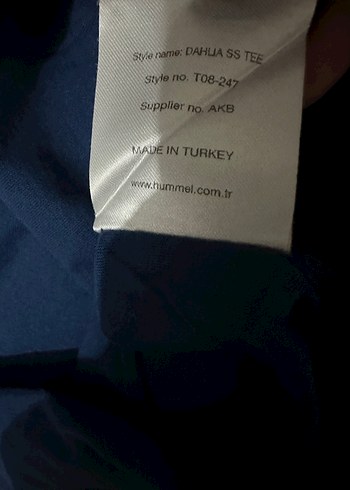 Style name: DAHLIA SS TEE
Style no. T08-247
Supplier no. AKB
MADE IN TURKEY
www.hummel.com.tr